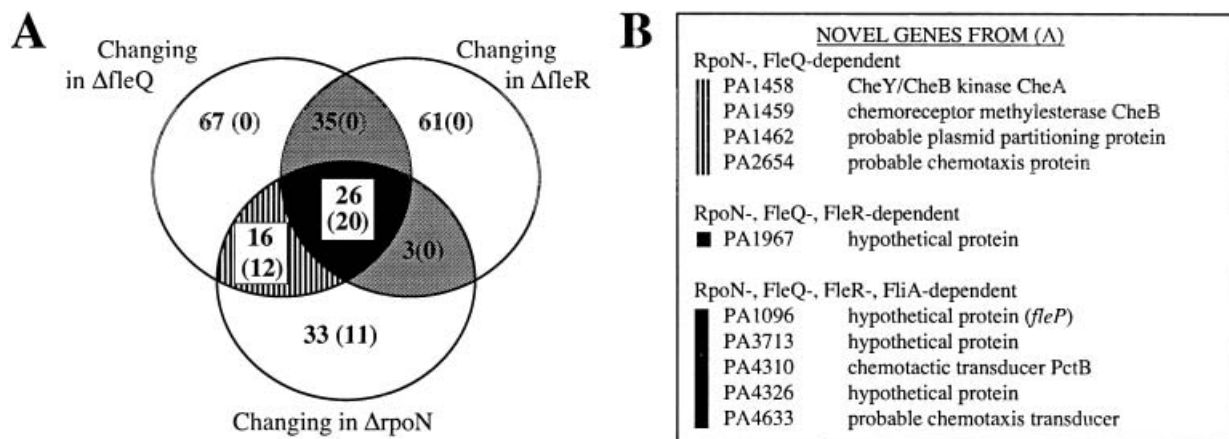 A
Changing
in ΔfleQ
Changing
in ΔfleR
67 (0)
35(0)
61(0)
26
(20)
16
(12)
3(0)
33 (11)
Changing in ΔrpoN
B
NOVEL GENES FROM (A)
RpoN-, FleQ-dependent
PA1458 CheY/CheB kinase CheA
PA1459 chemoreceptor methylesterase CheB
PA1462 probable plasmid partitioning protein
PA2654 probable chemotaxis protein
RpoN-, FleQ-, FleR-dependent
PA1967 hypothetical protein
RpoN-, FleQ-, FleR-, FliA-dependent
PA1096 hypothetical protein (fleP)
PA3713 hypothetical protein
PA4310 chemotactic transducer PctB
PA4326 hypothetical protein
PA4633 probable chemotaxis transducer